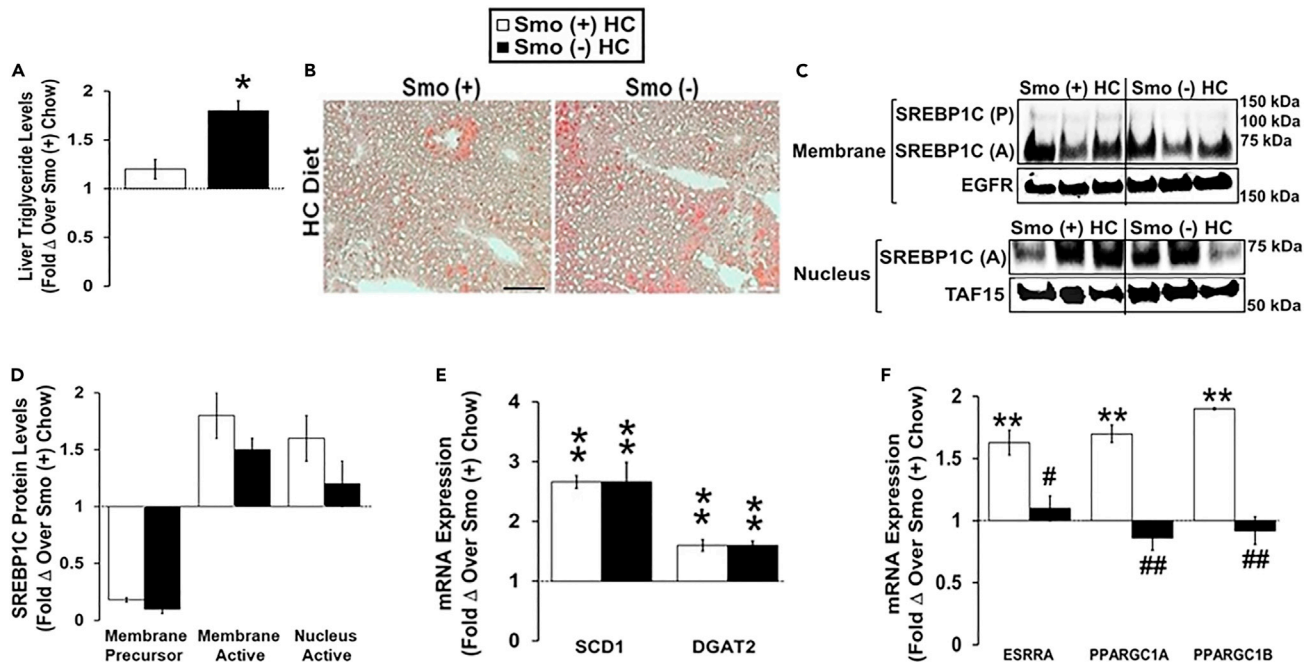 Smo (+) HC
Smo (-) HC
A
Liver Triglyceride Levels
(Fold Δ Over Smo (+) Chow)
2
1.5
1
0.5
0
*
B
Smo (+)
Smo (-)
HC Diet
C
Smo (+) HC
Smo (-) HC
Membrane
SREBP1C (P)
SREBP1C (A)
EGFR
150 kDa
100 kDa
75 kDa
150 kDa
Smo (+) HC
Smo (-) HC
Nucleus
SREBP1C (A)
TAF15
75 kDa
50 kDa
D
SREBP1C Protein Levels
(Fold Δ Over Smo (+) Chow)
2
1.5
1
0.5
0
Membrane
Precursor
Membrane
Active
Nucleus
Active
E
mRNA Expression
(Fold Δ Over Smo (+) Chow)
4
3
2
1
0
**
**
**
**
SCD1
DGAT2
F
mRNA Expression
(Fold Δ Over Smo (+) Chow)
2
1.5
1
0.5
0
**
#
**
##
**
##
ESRRA
PPARGC1A
PPARGC1B